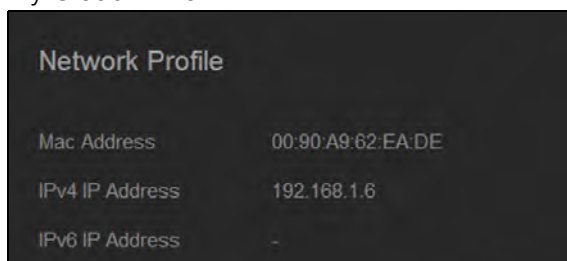 Network Profile
Mac Address 00:90:A9:62:EA:DE
IPv4 IP Address 192.168.1.6
IPv6 IP Address -